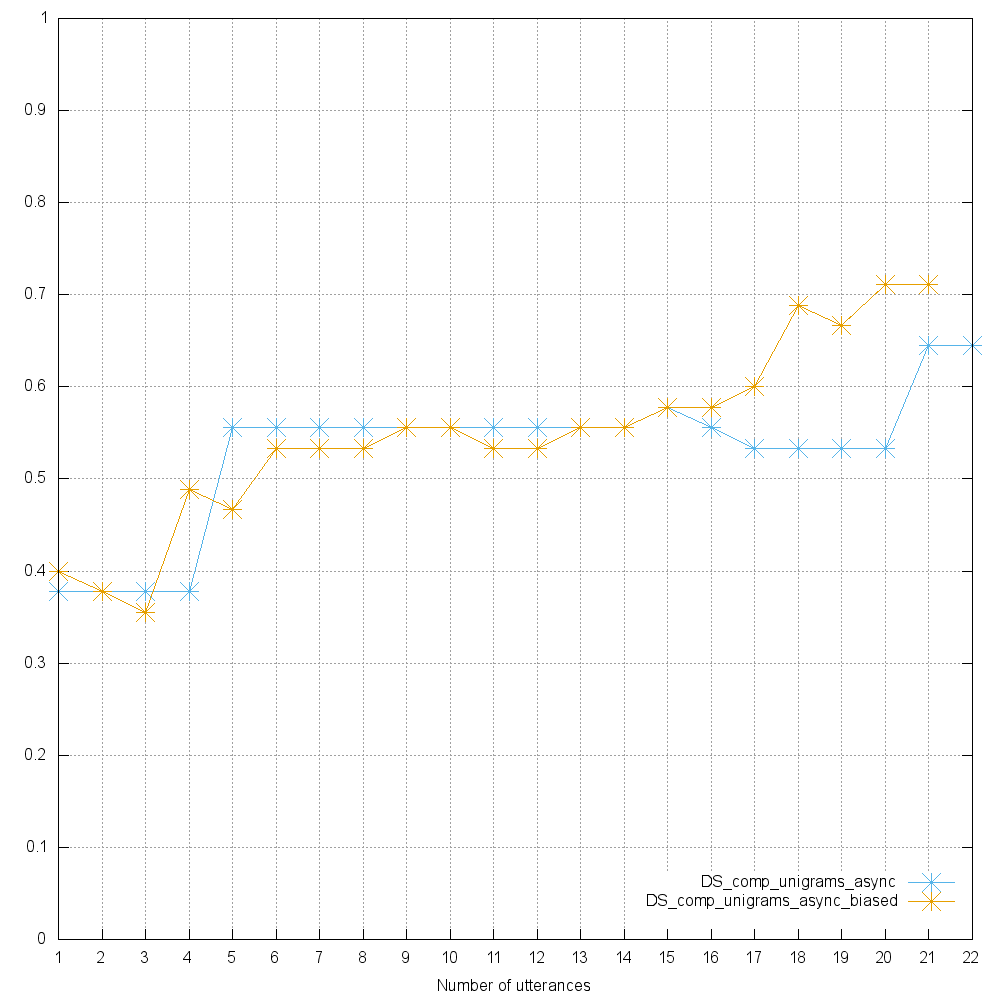 1
0.9
0.8
0.7
0.6
0.5
0.4
0.3
0.2
0.1
0
DS_comp_unigrams_async
DS_comp_unigrams_async_biased
1 2 3 4 5 6 7 8 9 10 11 12 13 14 15 16 17 18 19 20 21 22
Number of utterances